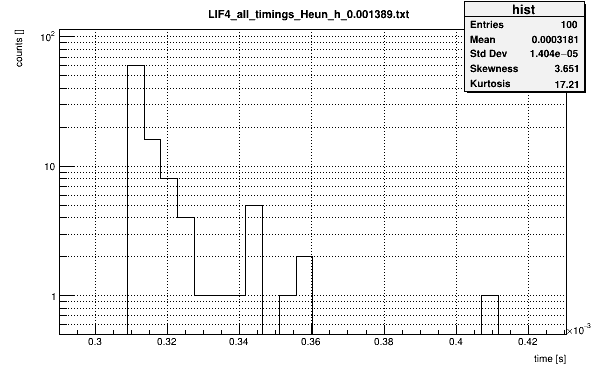 LIF4_all_timings_Heun_h_0.001389.txt
hist
Entries 100
Mean 0.0003181
Std Dev 1.404e−05
Skewness 3.651
Kurtosis 17.21
counts []
10²
10
1
0.3 0.32 0.34 0.36 0.38 0.4 0.42
×10⁻³
time [s]